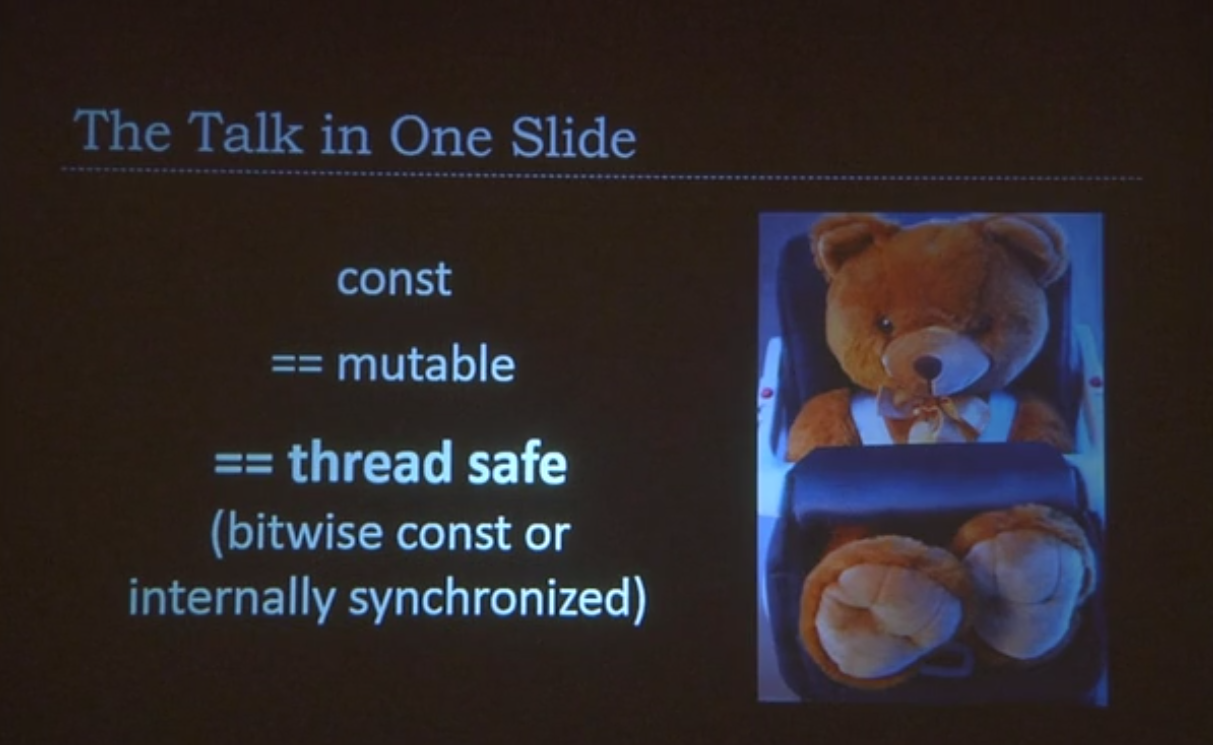 The Talk in One Slide
const
== mutable
== thread safe
(bitwise const or
internally synchronized)